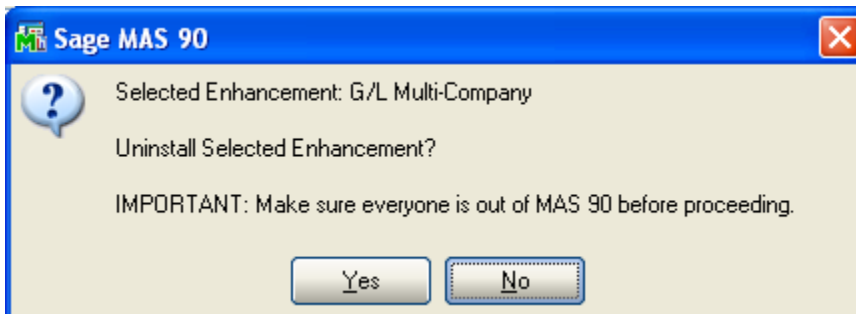 Sage MAS 90
Selected Enhancement: G/L Multi-Company
Uninstall Selected Enhancement?
IMPORTANT: Make sure everyone is out of MAS 90 before proceeding.
Yes No